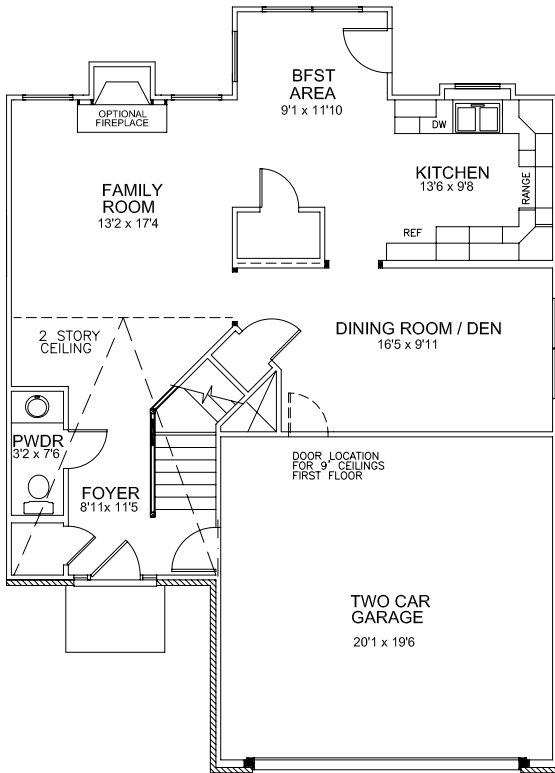 BFST
AREA
9'1 x 11'10
OPTIONAL
FIREPLACE
DW
KITCHEN
13'6 x 9'8
RANGE
REF
FAMILY
ROOM
13'2 x 17'4
2 STORY
CEILING
DINING ROOM / DEN
16'5 x 9'11
PWDR
3'2 x 7'6
FOYER
8'11x 11'5
DOOR LOCATION
FOR 9' CEILINGS
FIRST FLOOR
TWO CAR
GARAGE
20'1 x 19'6